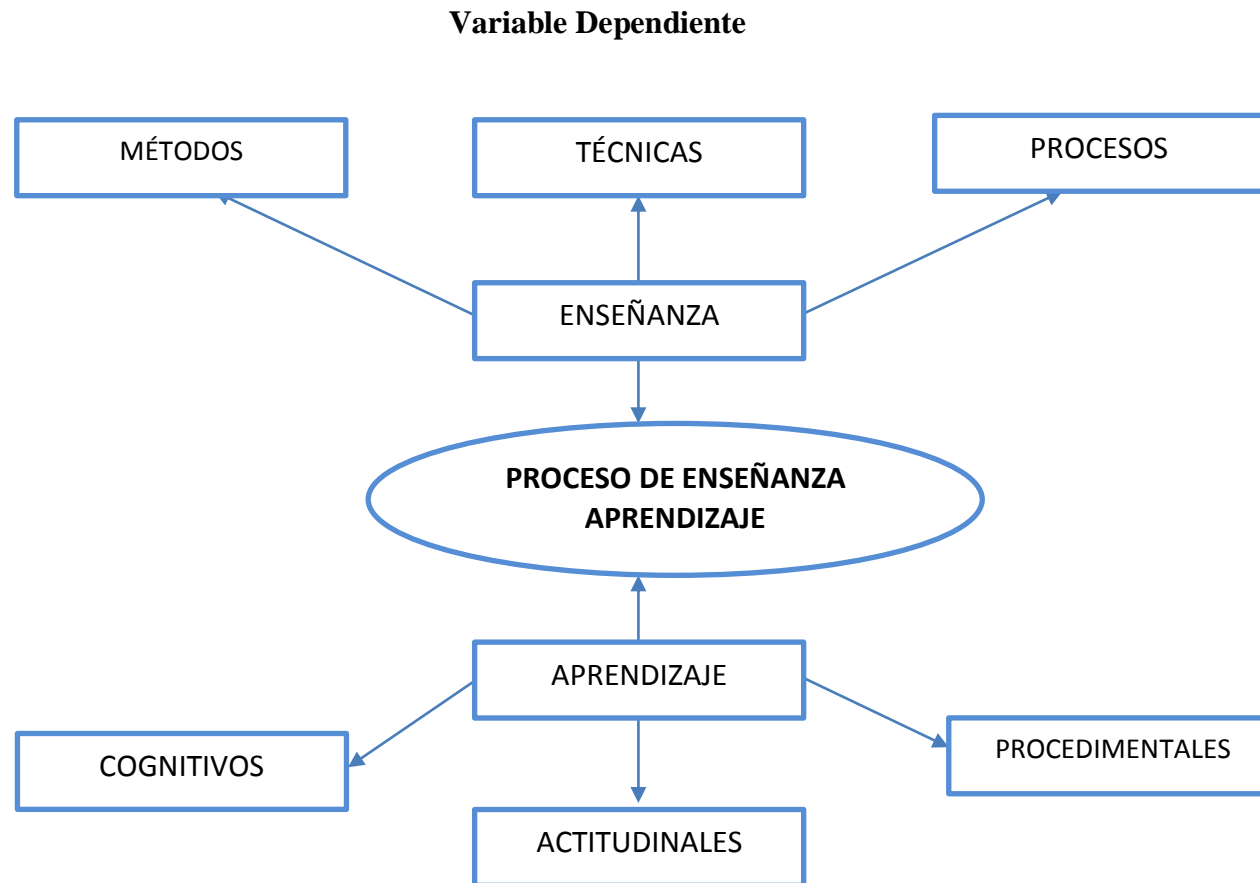 Variable Dependiente
MÉTODOS
TÉCNICAS
PROCESOS
ENSEÑANZA
PROCESO DE ENSEÑANZA
APRENDIZAJE
APRENDIZAJE
COGNITIVOS
PROCEDIMENTALES
ACTITUDINALES